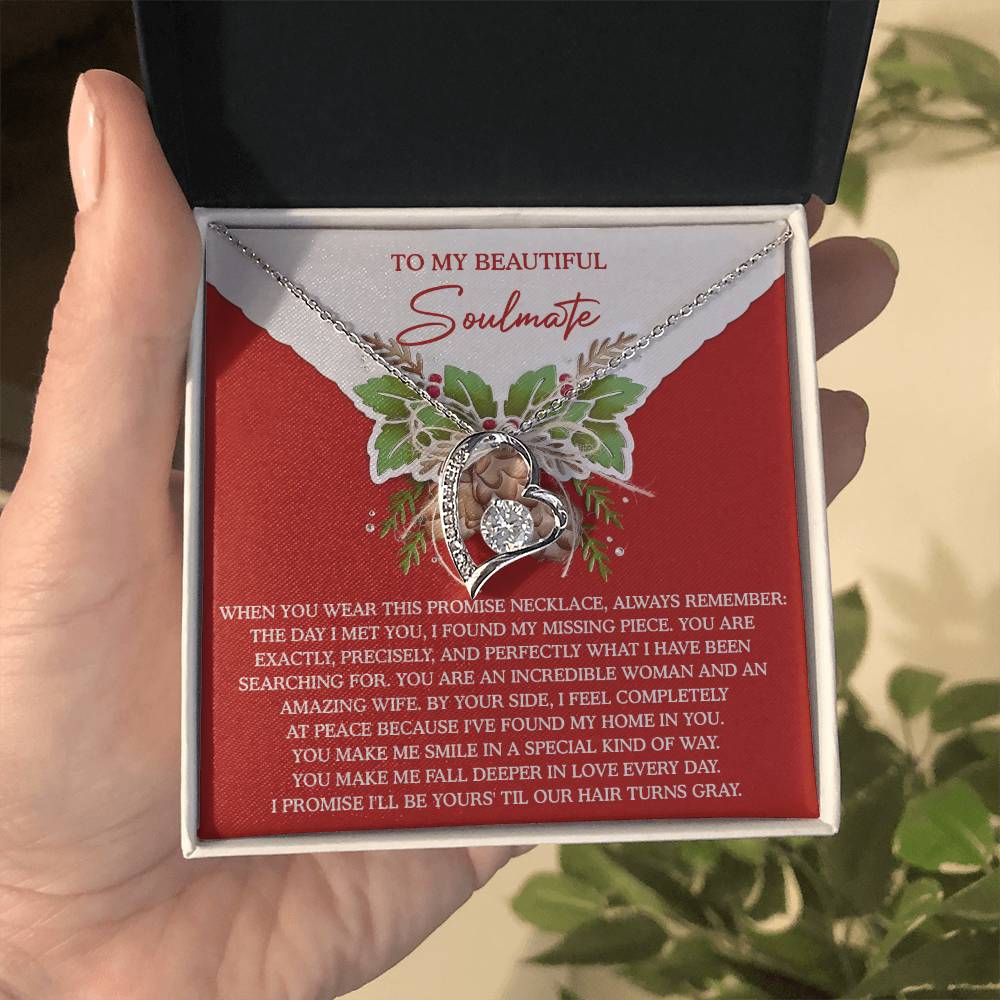 TO MY BEAUTIFUL
Soulmate
WHEN YOU WEAR THIS PROMISE NECKLACE, ALWAYS REMEMBER:
THE DAY I MET YOU, I FOUND MY MISSING PIECE. YOU ARE
EXACTLY, PRECISELY, AND PERFECTLY WHAT I HAVE BEEN
SEARCHING FOR. YOU ARE AN INCREDIBLE WOMAN AND AN
AMAZING WIFE. BY YOUR SIDE, I FEEL COMPLETELY
AT PEACE BECAUSE I'VE FOUND MY HOME IN YOU.
YOU MAKE ME SMILE IN A SPECIAL KIND OF WAY.
YOU MAKE ME FALL DEEPER IN LOVE EVERY DAY.
I PROMISE I'LL BE YOURS' TIL OUR HAIR TURNS GRAY.